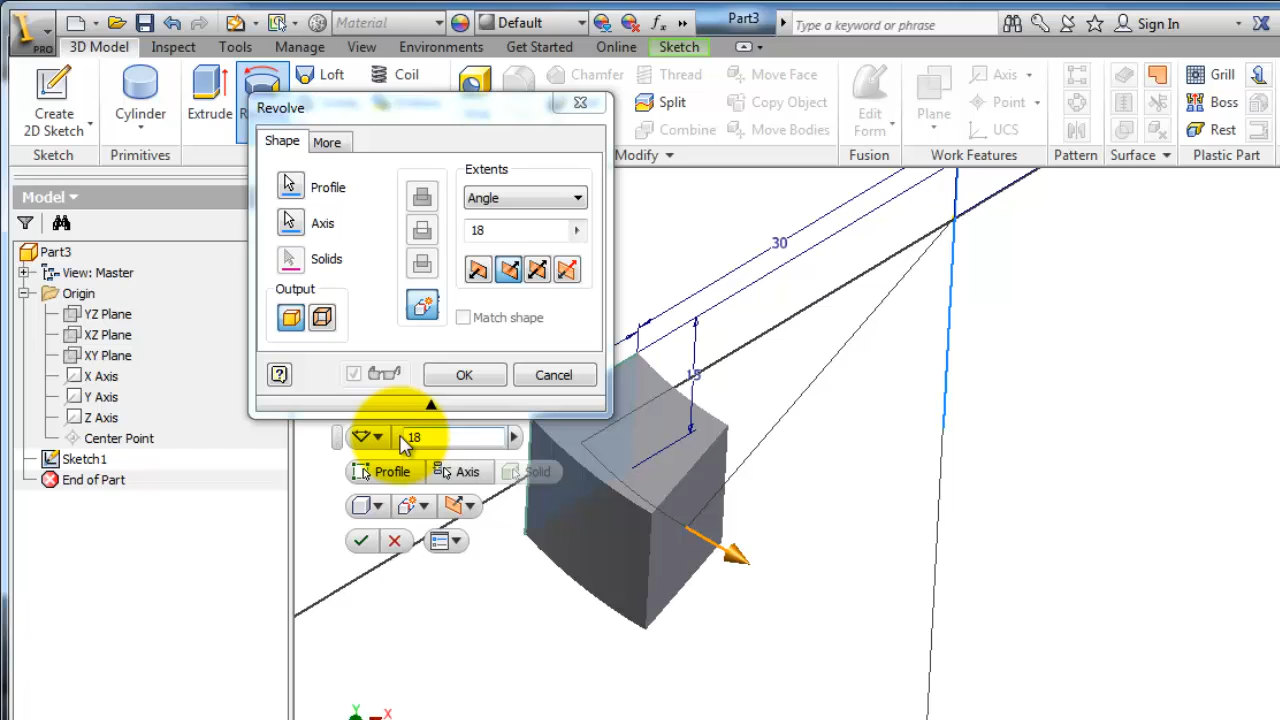 Material
Default
fx
Part3
Type a keyword or phrase
Sign In
PRO
3D Model
Inspect
Tools
Manage
View
Environments
Get Started
Online
Sketch
Create
2D Sketch
Cylinder
Extrude
Loft
Coil
Split
Combine
Chamfer
Thread
Move Face
Copy Object
Move Bodies
Edit
Form
Plane
Axis
Point
UCS
Grill
Boss
Rest
Sketch
Primitives
Modify
Fusion
Work Features
Pattern
Surface
Plastic Part
Revolve
Shape
More
Profile
Axis
Solids
Output
Extents
Angle
18
Match shape
OK
Cancel
Model
Part3
View: Master
Origin
YZ Plane
XZ Plane
XY Plane
X Axis
Y Axis
Z Axis
Center Point
Sketch1
End of Part
18
Profile
Axis
Solid
30
Y
X